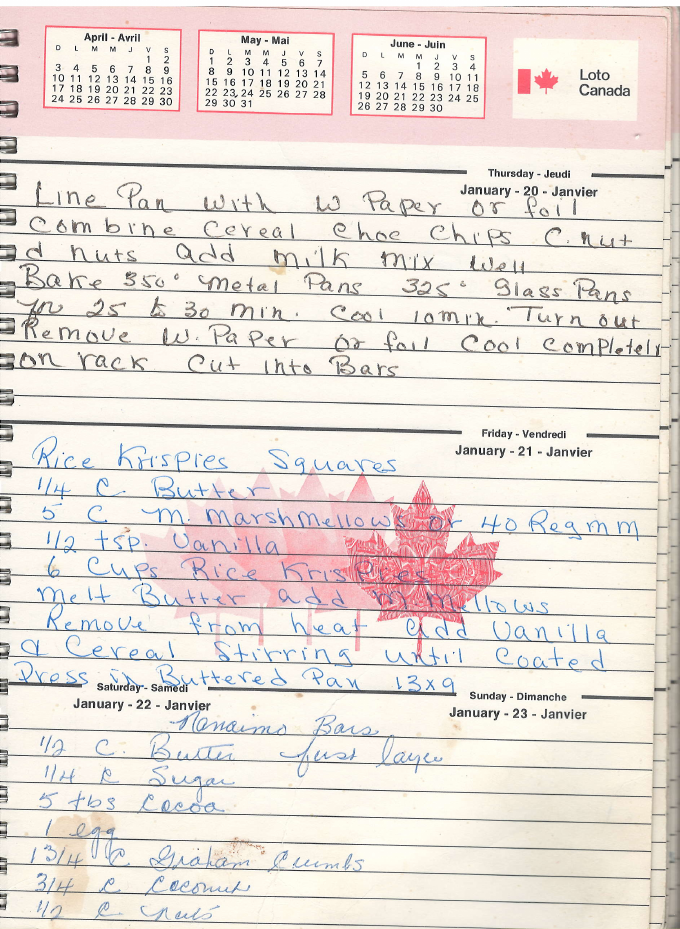 April - Avril
D L M M J V S
1 2
3 4 5 6 7 8 9
10 11 12 13 14 15 16
17 18 19 20 21 22 23
24 25 26 27 28 29 30
May - Mai
D L M M J V S
1 2 3 4 5 6 7
8 9 10 11 12 13 14
15 16 17 18 19 20 21
22 23 24 25 26 27 28
29 30 31
June - Juin
D L M M J V S
1 2 3 4
5 6 7 8 9 10 11
12 13 14 15 16 17 18
19 20 21 22 23 24 25
26 27 28 29 30
Loto
Canada
Thursday - Jeudi
January - 20 - Janvier
Line Pan with W Paper or foil
Combine Cereal Choc Chips C. nut
d nuts add milk mix well
Bake 350° metal Pans 325° Glass Pans
for 25 to 30 min. Cool 10 min. Turn out
Remove W. Paper or foil Cool completely
on rack Cut into Bars
Friday - Vendredi
January - 21 - Janvier
Rice Krispies Squares
1/4 C Butter
5 C. M. Marshmellows or 40 Reg mm
1/2 tsp Vanilla
6 Cups Rice Krispies
Melt Butter add M. Mellows
Remove from heat add Vanilla
& Cereal Stirring until Coated
Press in Buttered Pan 13x9
Saturday - Samedi
January - 22 - Janvier
Sunday - Dimanche
January - 23 - Janvier
Nanaimo Bars
1/2 C. Butter first layer
1/4 C Sugar
5 tbs Cocoa
1 egg
1 3/4 C. Graham Crumbs
3/4 C Coconut
1/2 C nuts